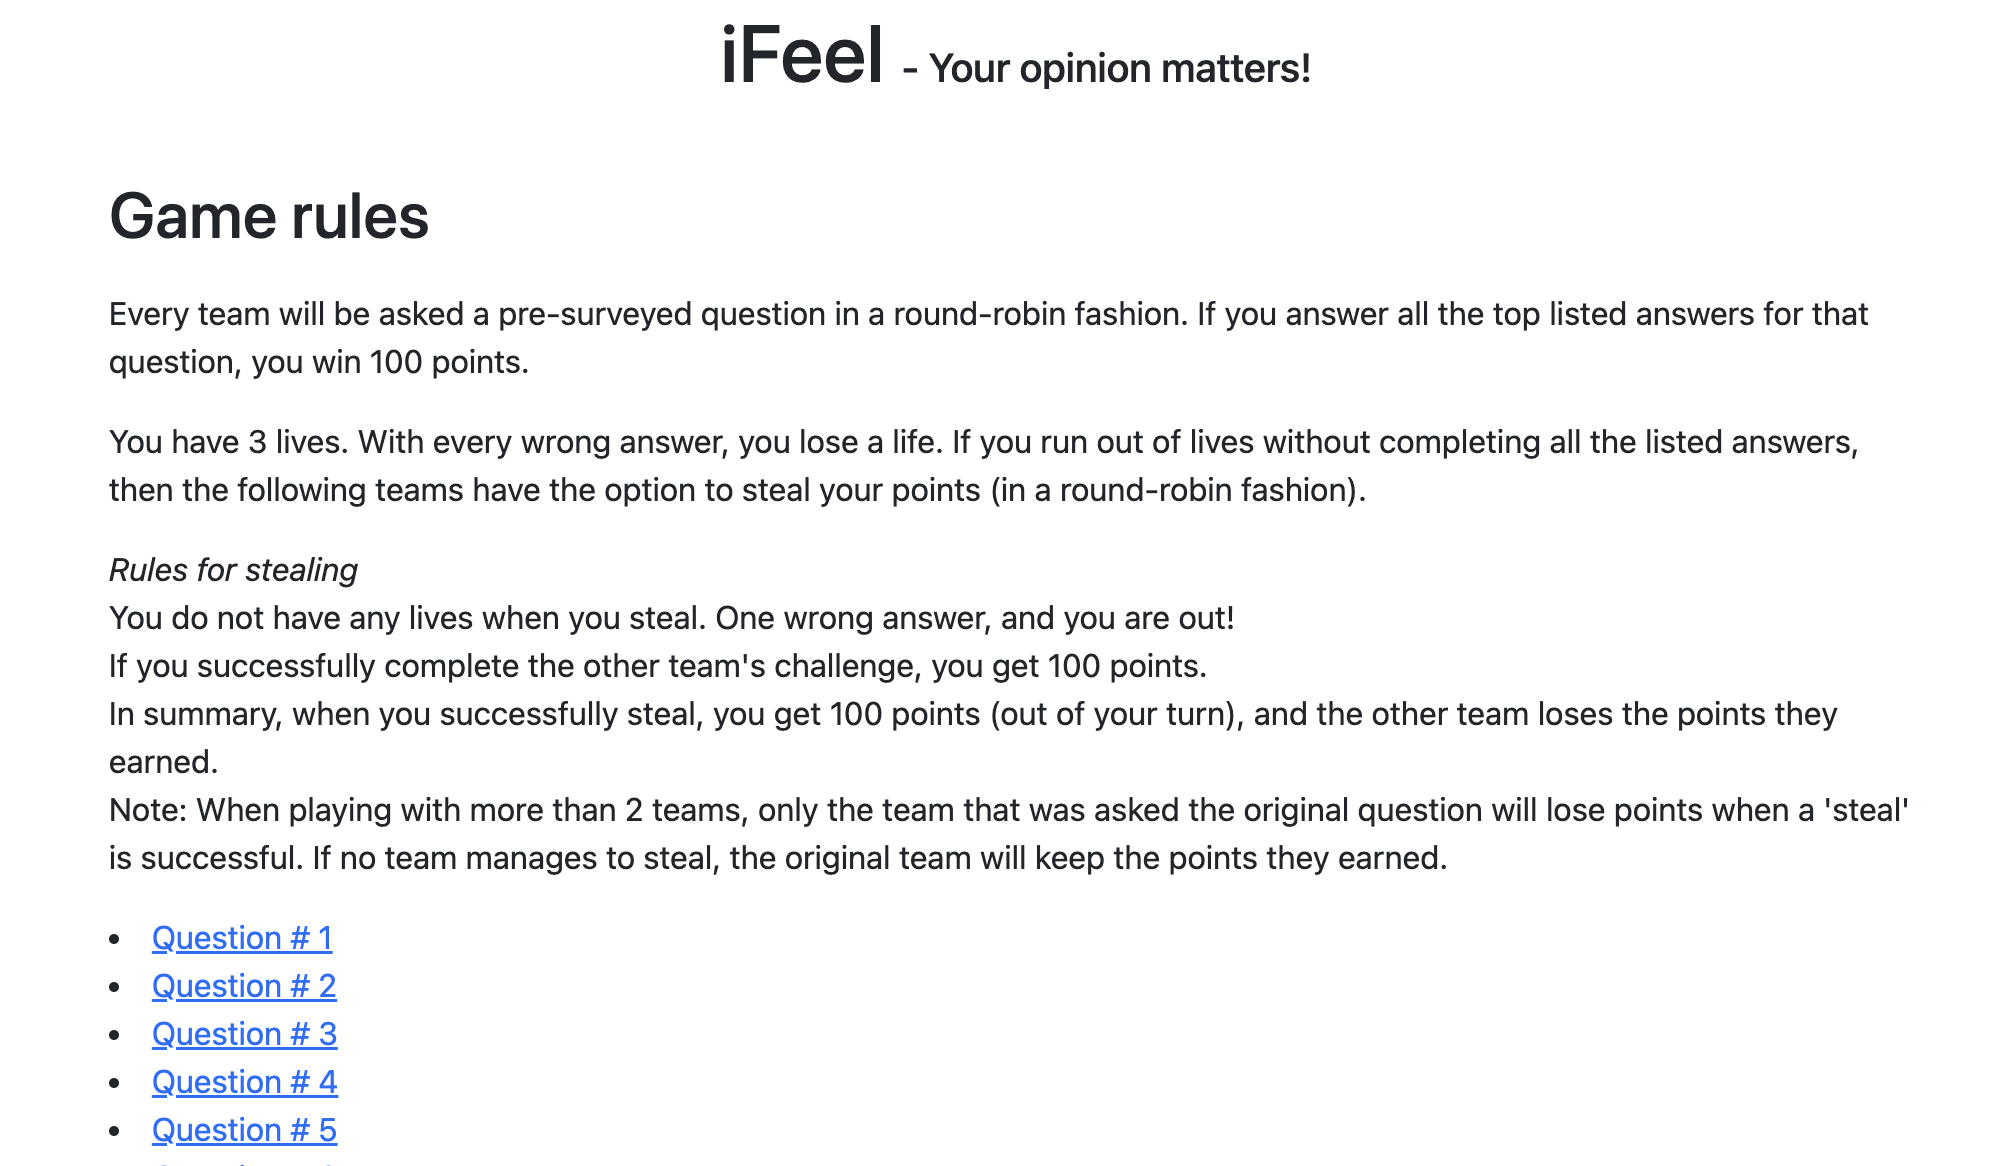 iFeel - Your opinion matters!
Game rules
Every team will be asked a pre-surveyed question in a round-robin fashion. If you answer all the top listed answers for that
question, you win 100 points.
You have 3 lives. With every wrong answer, you lose a life. If you run out of lives without completing all the listed answers,
then the following teams have the option to steal your points (in a round-robin fashion).
Rules for stealing
You do not have any lives when you steal. One wrong answer, and you are out!
If you successfully complete the other team's challenge, you get 100 points.
In summary, when you successfully steal, you get 100 points (out of your turn), and the other team loses the points they
earned.
Note: When playing with more than 2 teams, only the team that was asked the original question will lose points when a 'steal'
is successful. If no team manages to steal, the original team will keep the points they earned.
• Question # 1
• Question # 2
• Question # 3
• Question # 4
• Question # 5